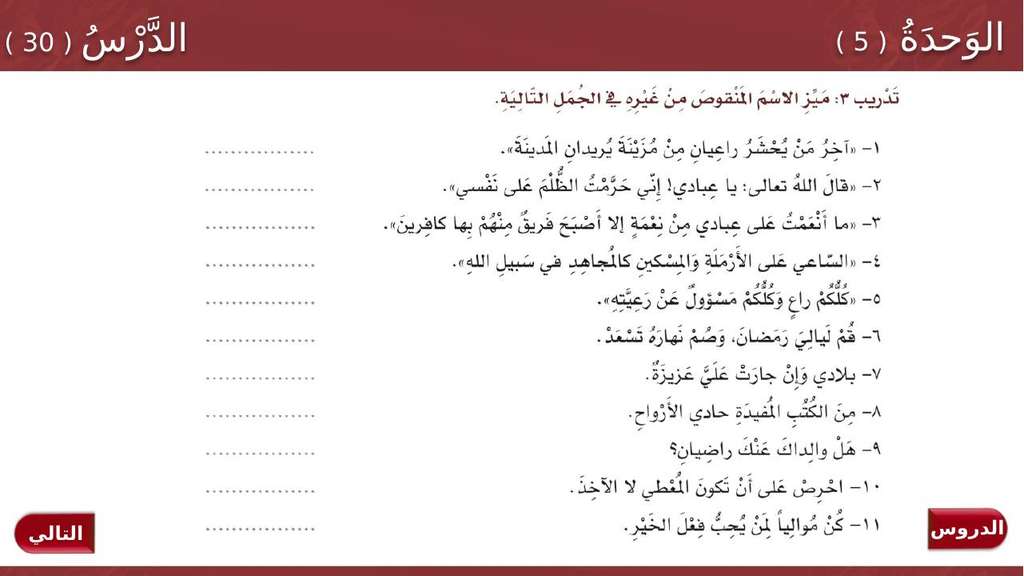 الوَحدَةُ ( 5 )
الدَّرْسُ ( 30 )
تَدْريب ٣: مَيِّزِ الاسْمَ المَنْقوصَ مِنْ غَيْرِهِ في الجُمَلِ التّالِيَةِ.
١- «آخِرُ مَنْ يُحْشَرُ راعِيانِ مِنْ مُزَيْنَةَ يُريدانِ المَدينَةَ». ................
٢- «قالَ اللهُ تعالى: يا عِبادي! إِنّي حَرَّمْتُ الظُّلْمَ عَلى نَفْسي». ................
٣- «ما أَنْعَمْتُ عَلى عِبادي مِنْ نِعْمَةٍ إلا أَصْبَحَ فَريقٌ مِنْهُمْ بِها كافِرينَ». ................
٤- «السّاعي عَلى الأَرْمَلَةِ وَالمِسْكينِ كالمُجاهِدِ في سَبيلِ اللهِ». ................
٥- «كُلُّكُمْ راعٍ وَكُلُّكُمْ مَسْؤولٌ عَنْ رَعِيَّتِهِ». ................
٦- قُمْ لَيالِيَ رَمَضانَ، وَصُمْ نَهارَهُ تَسْعَدْ. ................
٧- بلادي وَإِنْ جارَتْ عَلَيَّ عَزيزَةٌ. ................
٨- مِنَ الكُتُبِ المُفيدَةِ حادي الأَرْواحِ. ................
٩- هَلْ والِداكَ عَنْكَ راضِيانِ؟ ................
١٠- احْرِصْ عَلى أَنْ تَكونَ المُعْطي لا الآخِذَ. ................
١١- كُنْ مُوالِياً لِمَنْ يُحِبُّ فِعْلَ الخَيْرِ. ................
الدروس
التالي